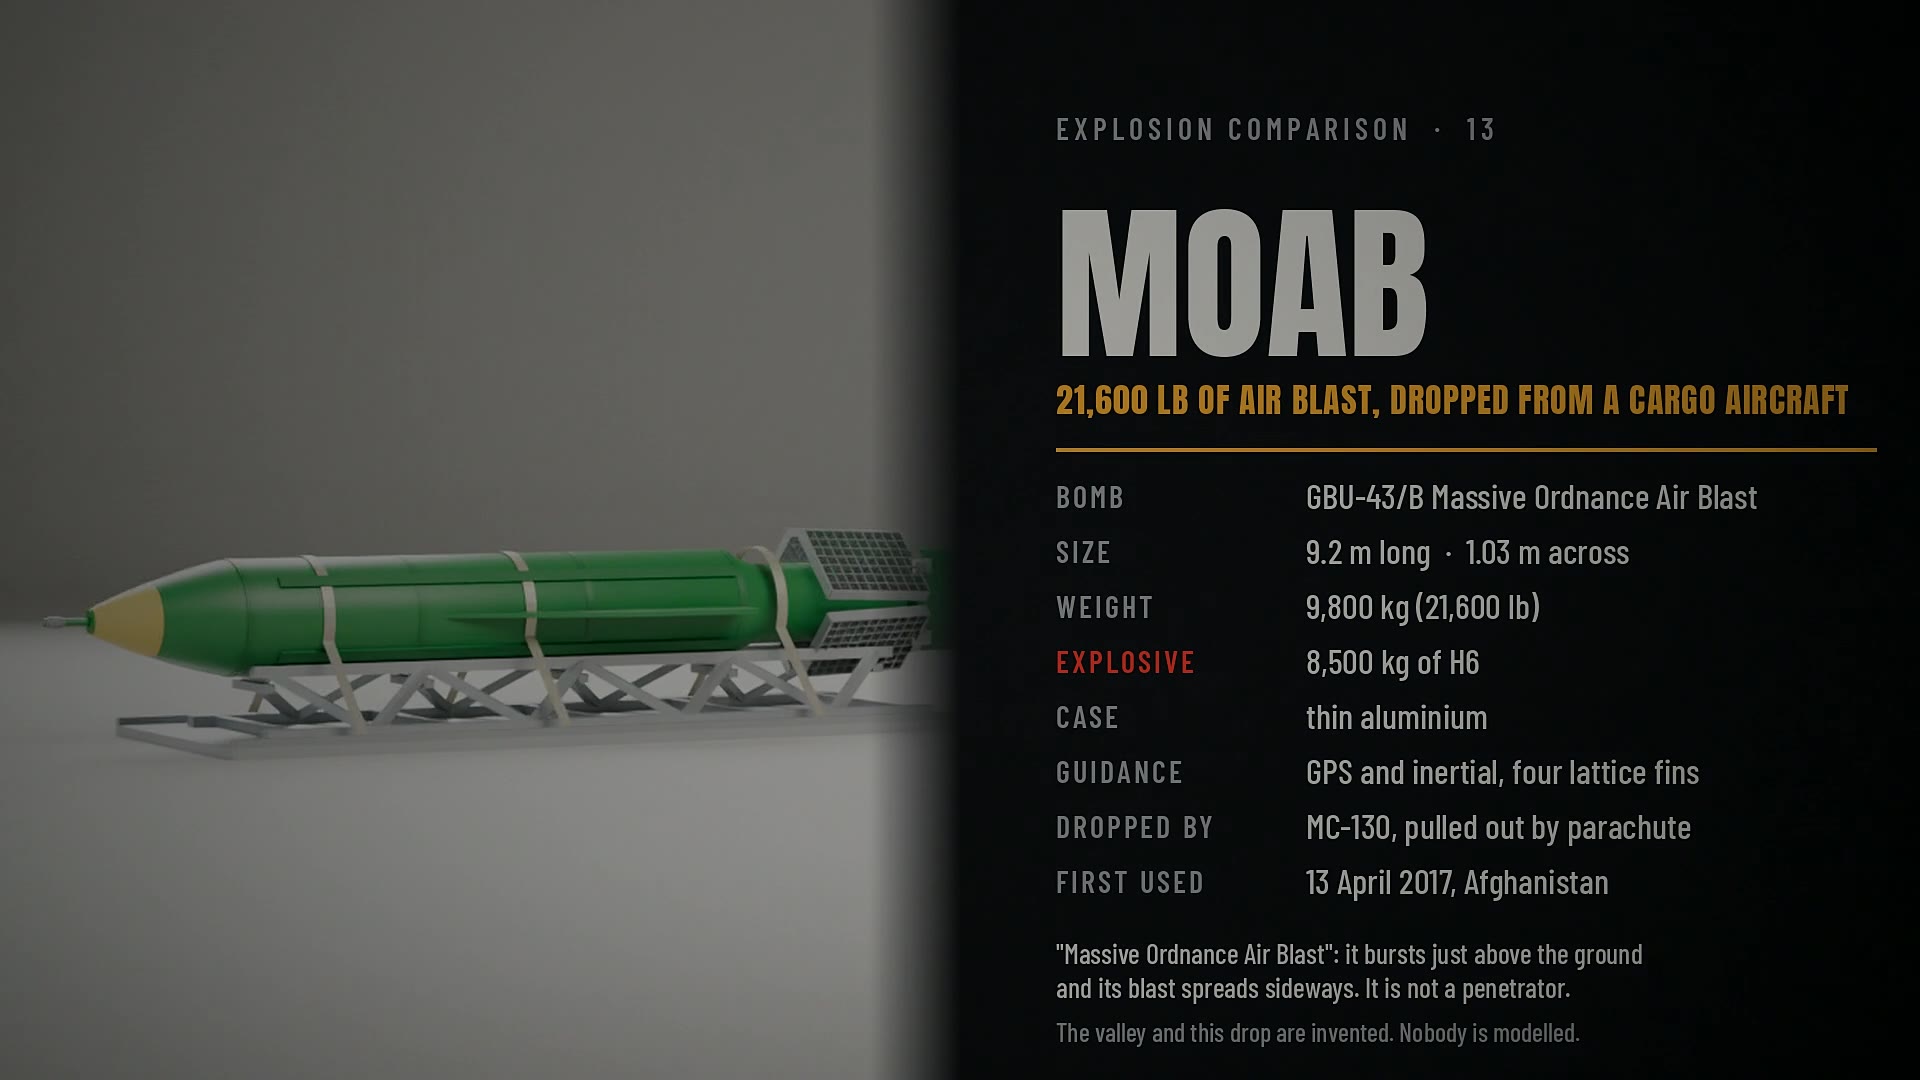 EXPLOSION COMPARISON · 13
MOAB
21,600 LB OF AIR BLAST, DROPPED FROM A CARGO AIRCRAFT
BOMB GBU-43/B Massive Ordnance Air Blast
SIZE 9.2 m long · 1.03 m across
WEIGHT 9,800 kg (21,600 lb)
EXPLOSIVE 8,500 kg of H6
CASE thin aluminium
GUIDANCE GPS and inertial, four lattice fins
DROPPED BY MC-130, pulled out by parachute
FIRST USED 13 April 2017, Afghanistan
"Massive Ordnance Air Blast": it bursts just above the ground
and its blast spreads sideways. It is not a penetrator.
The valley and this drop are invented. Nobody is modelled.